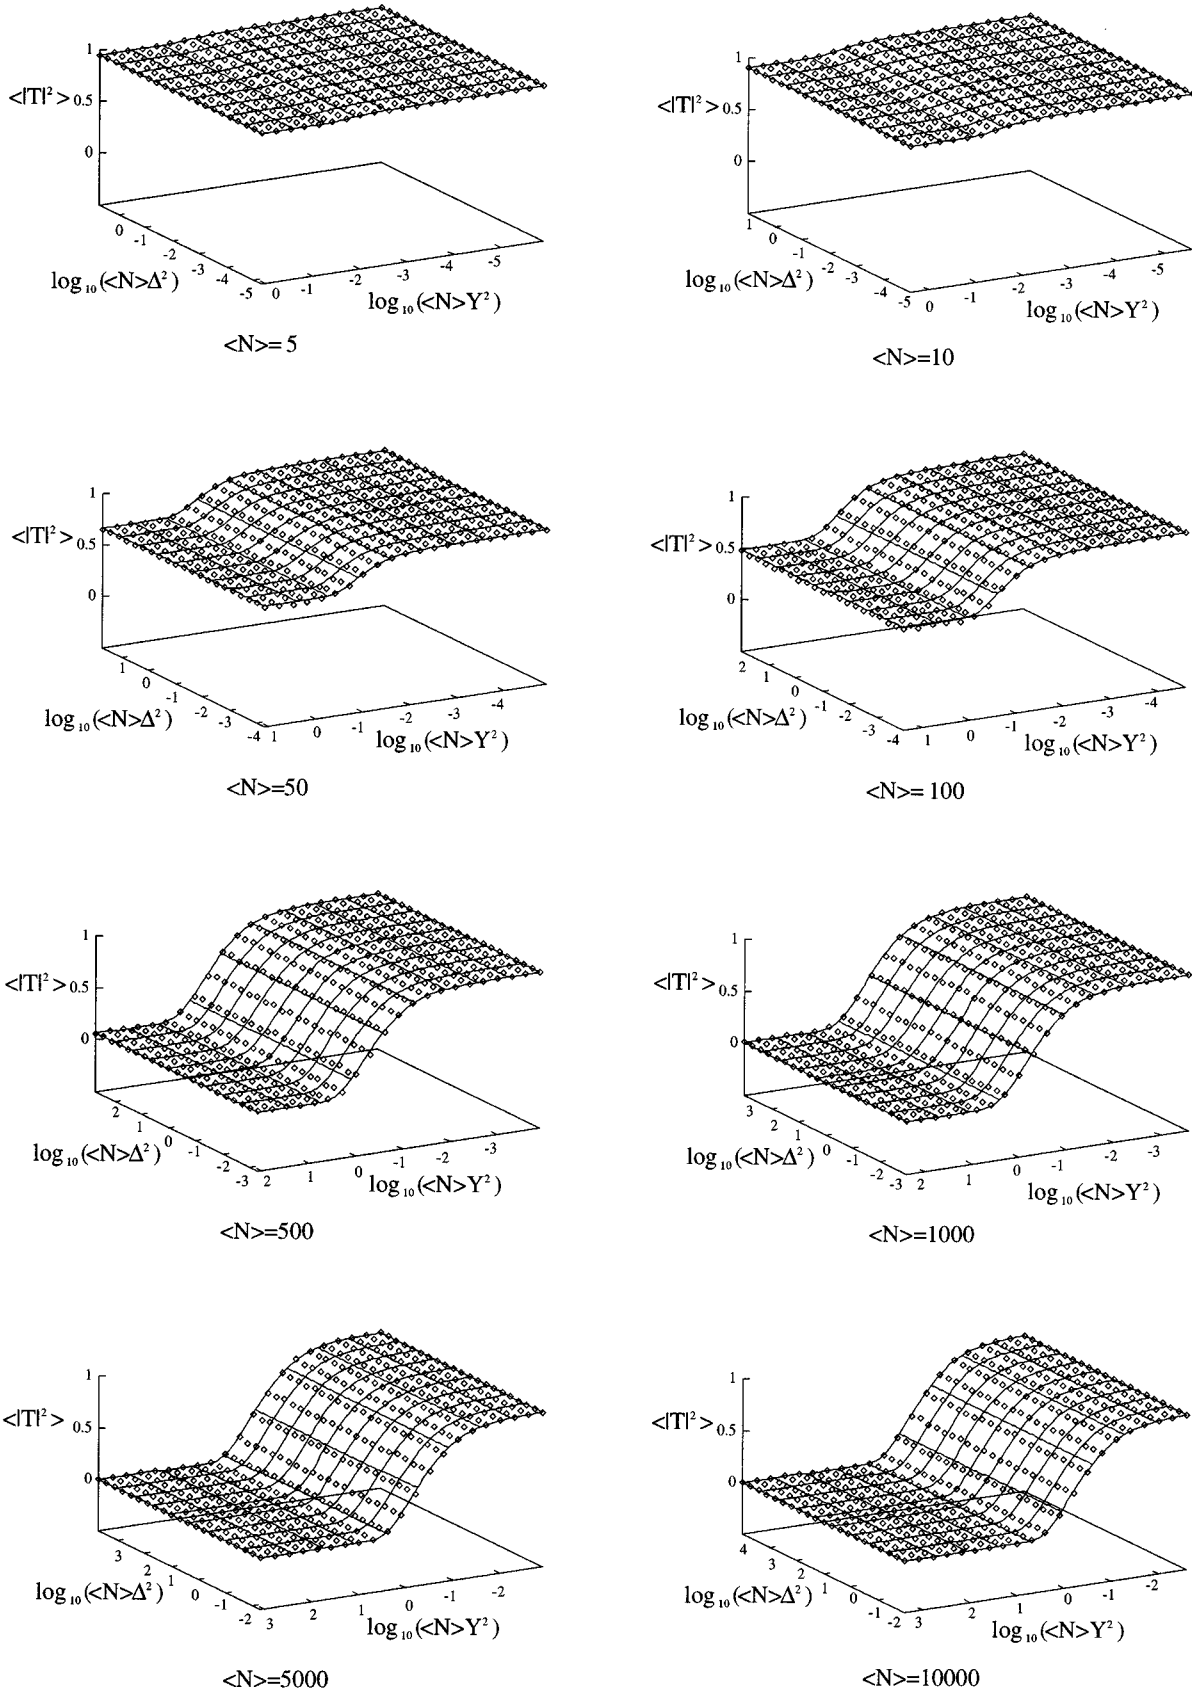 1
<|T|²> 0.5
0
0 -1 -2 -3 -4 -5
log₁₀(<N>Δ²)
0 -1 -2 -3 -4 -5
log₁₀(<N>Y²)
<N>= 5
1
<|T|²> 0.5
0
1 0 -1 -2 -3 -4 -5
log₁₀(<N>Δ²)
0 -1 -2 -3 -4 -5
log₁₀(<N>Y²)
<N>=10
1
<|T|²> 0.5
0
1 0 -1 -2 -3 -4
log₁₀(<N>Δ²)
1 0 -1 -2 -3 -4
log₁₀(<N>Y²)
<N>=50
1
<|T|²> 0.5
0
2 1 0 -1 -2 -3 -4
log₁₀(<N>Δ²)
1 0 -1 -2 -3 -4
log₁₀(<N>Y²)
<N>= 100
1
<|T|²> 0.5
0
2 1 0 -1 -2 -3
log₁₀(<N>Δ²)
2 1 0 -1 -2 -3
log₁₀(<N>Y²)
<N>=500
1
<|T|²> 0.5
0
3 2 1 0 -1 -2 -3
log₁₀(<N>Δ²)
2 1 0 -1 -2 -3
log₁₀(<N>Y²)
<N>=1000
1
<|T|²> 0.5
0
3 2 1 0 -1 -2
log₁₀(<N>Δ²)
3 2 1 0 -1 -2
log₁₀(<N>Y²)
<N>=5000
1
<|T|²> 0.5
0
4 3 2 1 0 -1 -2
log₁₀(<N>Δ²)
3 2 1 0 -1 -2
log₁₀(<N>Y²)
<N>=10000